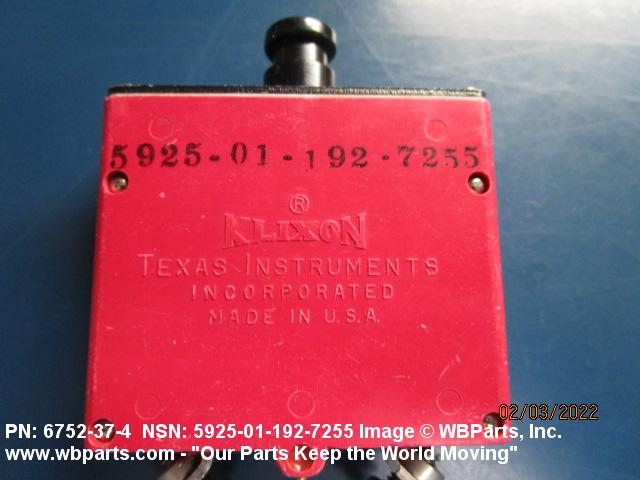 5925-01-192-7255
®
KLIXON
TEXAS INSTRUMENTS
INCORPORATED
MADE IN U.S.A.
02/03/2022
PN: 6752-37-4 NSN: 5925-01-192-7255 Image © WBParts, Inc.
www.wbparts.com - "Our Parts Keep the World Moving"